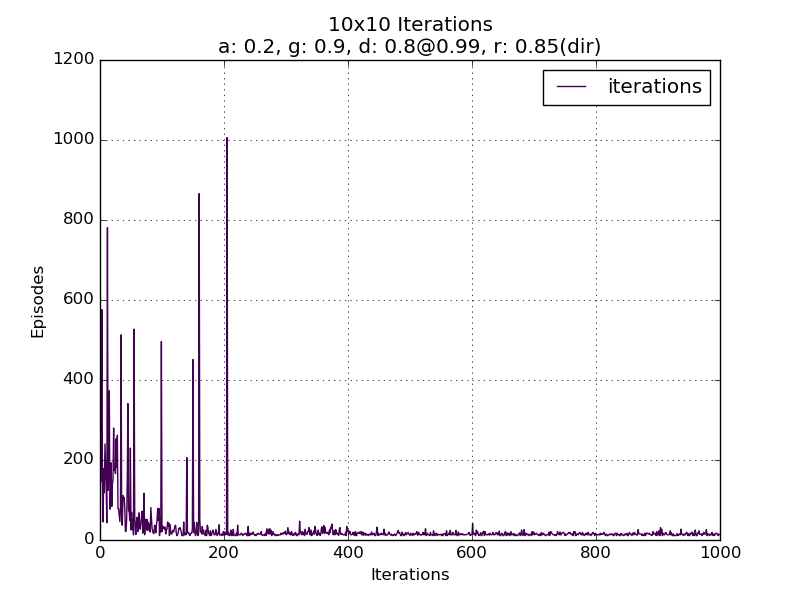 10x10 Iterations
a: 0.2, g: 0.9, d: 0.8@0.99, r: 0.85(dir)
iterations
1200
1000
800
600
400
200
0
Episodes
0 200 400 600 800 1000
Iterations